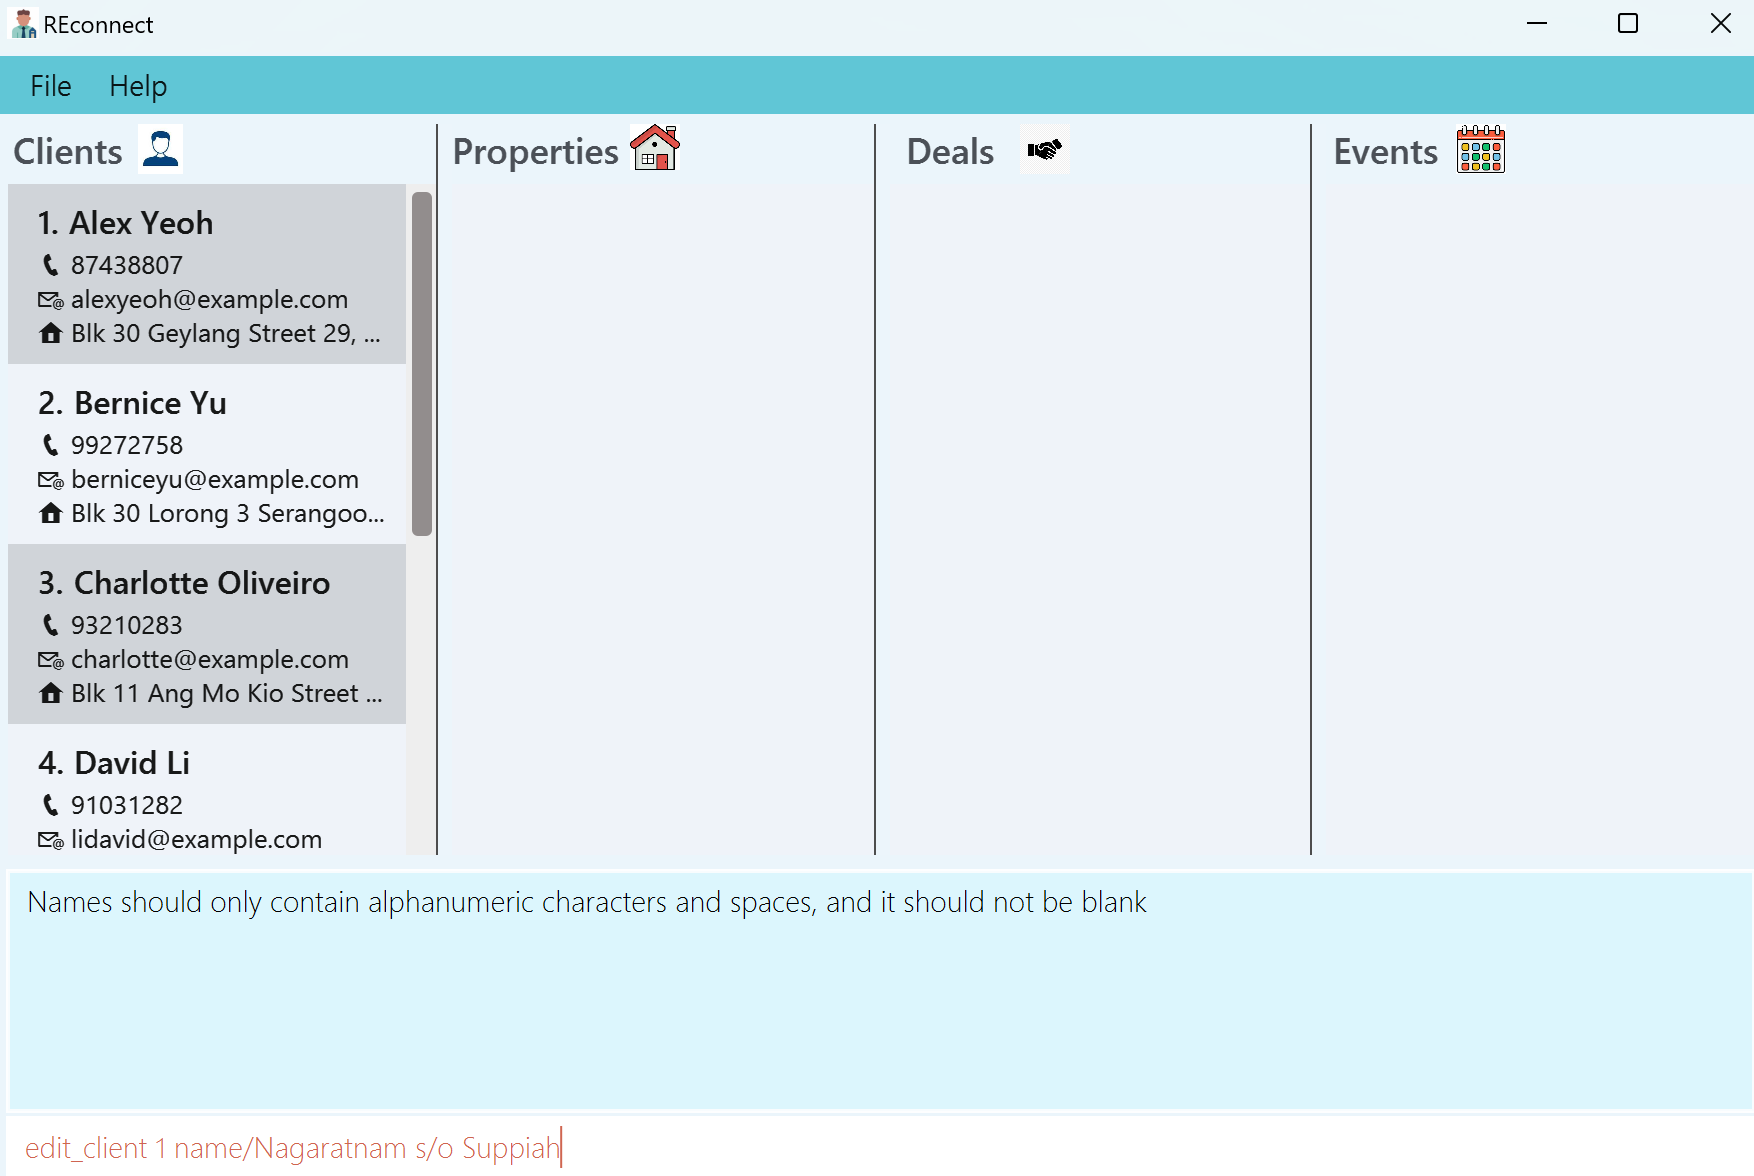 REconnect
File Help
Clients
Properties
Deals
Events
1. Alex Yeoh
87438807
alexyeoh@example.com
Blk 30 Geylang Street 29, ...
2. Bernice Yu
99272758
berniceyu@example.com
Blk 30 Lorong 3 Serangoo...
3. Charlotte Oliveiro
93210283
charlotte@example.com
Blk 11 Ang Mo Kio Street ...
4. David Li
91031282
lidavid@example.com
Names should only contain alphanumeric characters and spaces, and it should not be blank
edit_client 1 name/Nagaratnam s/o Suppiah